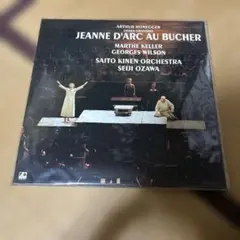 ARTHUR HONEGGER
JEANNE D'ARC AU BUCHER
MARTHE KELLER
GEORGES WILSON
SAITO KINEN ORCHESTRA
SEIJI OZAWA